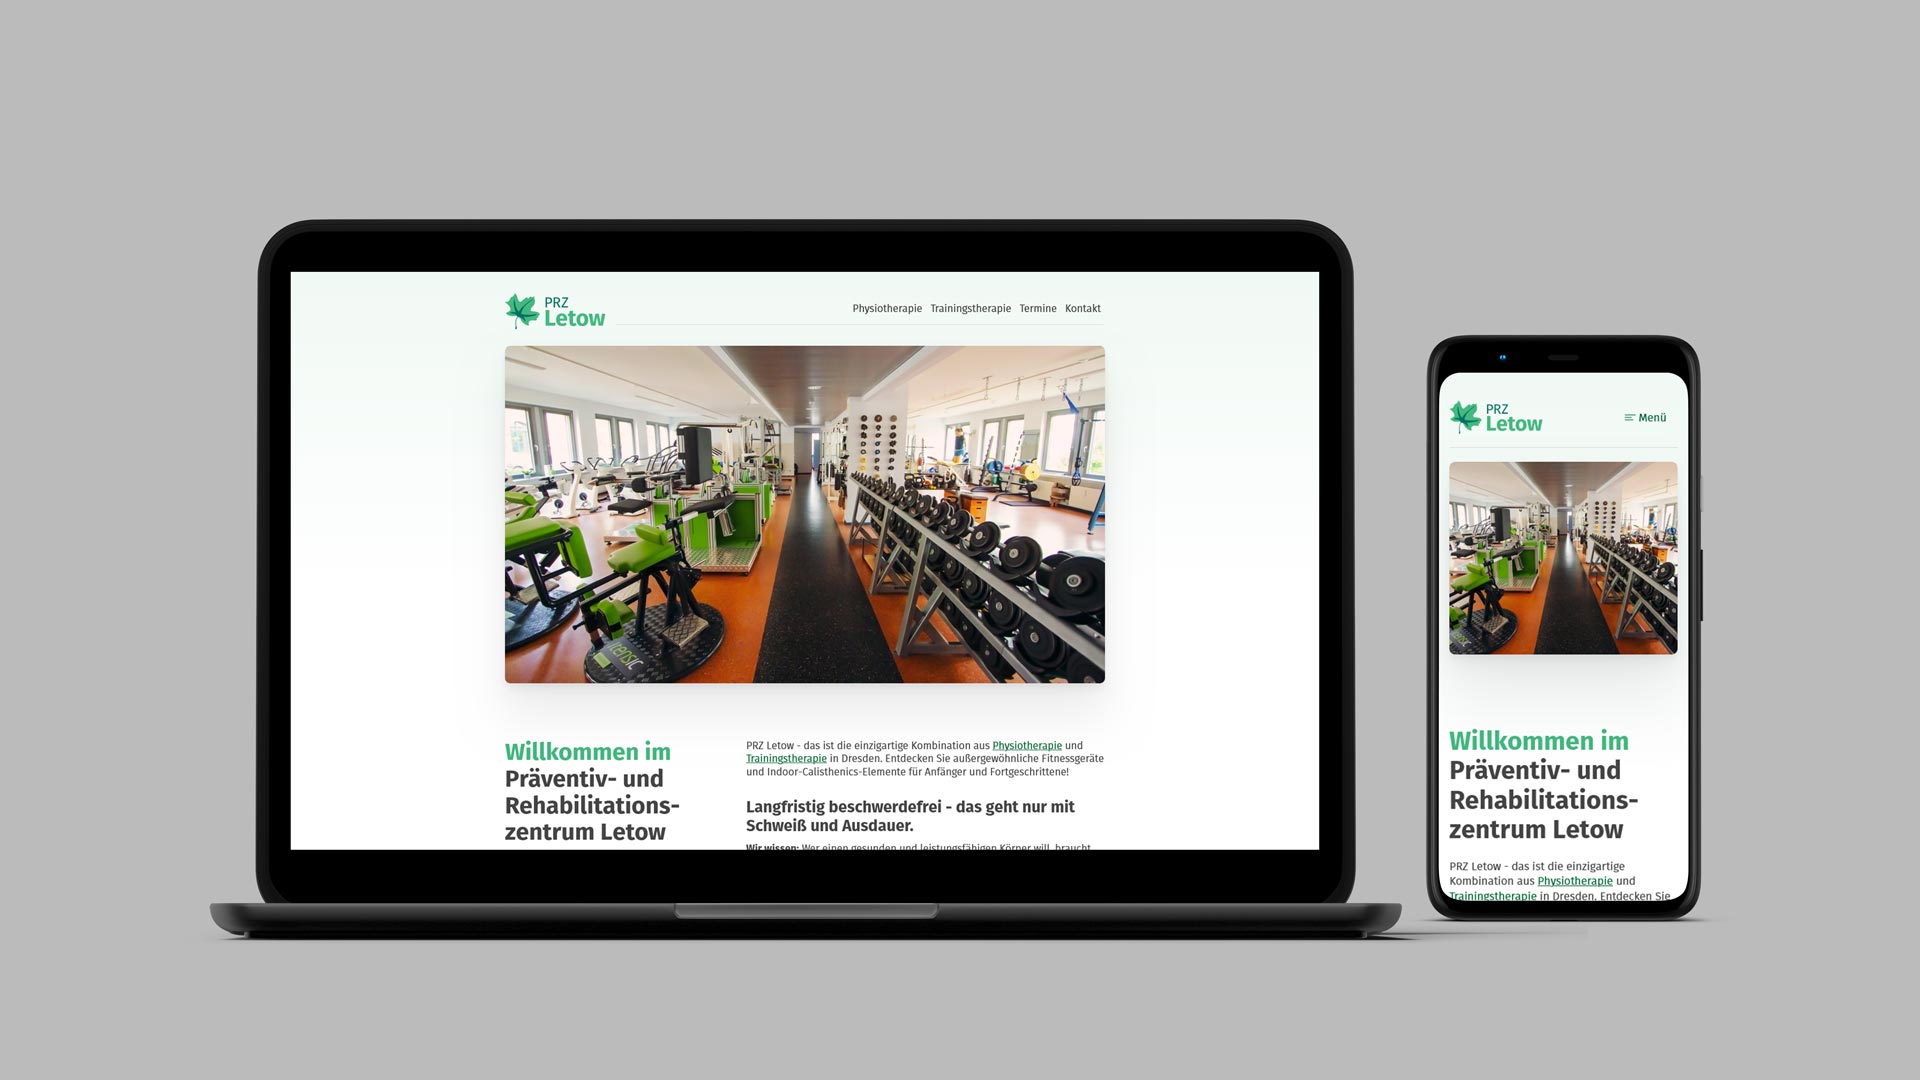 PRZ
Letow
Physiotherapie Trainingstherapie Termine Kontakt
Willkommen im
Präventiv- und
Rehabilitations-
zentrum Letow
PRZ Letow - das ist die einzigartige Kombination aus Physiotherapie und
Trainingstherapie in Dresden. Entdecken Sie außergewöhnliche Fitnessgeräte
und Indoor-Calisthenics-Elemente für Anfänger und Fortgeschrittene!
Langfristig beschwerdefrei - das geht nur mit
Schweiß und Ausdauer.
Wir wissen: Wer einen gesunden und leistungsfähigen Körper will, braucht
PRZ
Letow
Menü
Willkommen im
Präventiv- und
Rehabilitations-
zentrum Letow
PRZ Letow - das ist die einzigartige
Kombination aus Physiotherapie und
Trainingstherapie in Dresden. Entdecken Sie